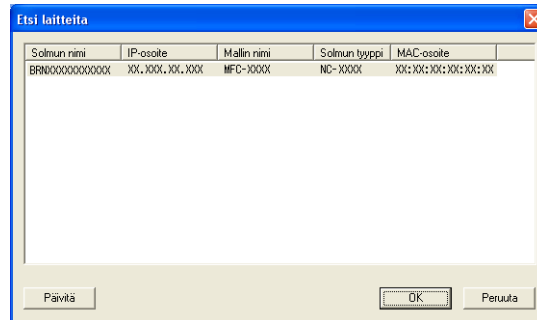 Etsi laitteita
Solmun nimi IP-osoite Mallin nimi Solmun tyyppi MAC-osoite
BRNXXXXXXXXXXXX XX.XXX.XX.XXX MFC-XXXX NC-XXXX XX:XX:XX:XX:XX:XX
Päivitä OK Peruuta